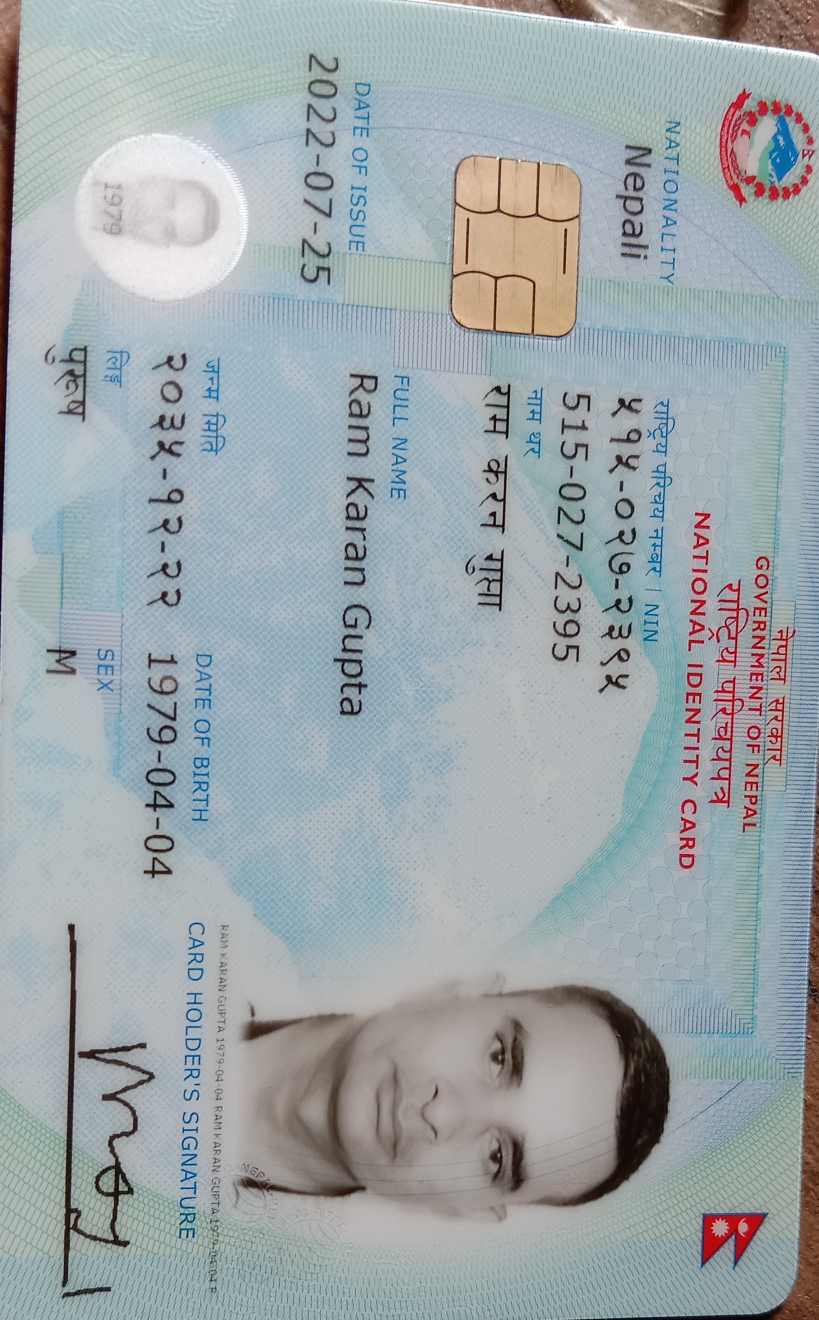 नेपाल सरकार
GOVERNMENT OF NEPAL
राष्ट्रिय परिचयपत्र
NATIONAL IDENTITY CARD
NATIONALITY
Nepali
राष्ट्रिय परिचय नम्बर | NIN
५१५-०२७-२३९५
515-027-2395
नाम थर
राम करन गुप्ता
FULL NAME
Ram Karan Gupta
DATE OF ISSUE
2022-07-25
जन्म मिति
२०३५-१२-२२
DATE OF BIRTH
1979-04-04
लिङ्ग
पुरूष
SEX
M
1979
RAM KARAN GUPTA 1979-04-04 RAM KARAN GUPTA 1979-04-04 R
CARD HOLDER'S SIGNATURE